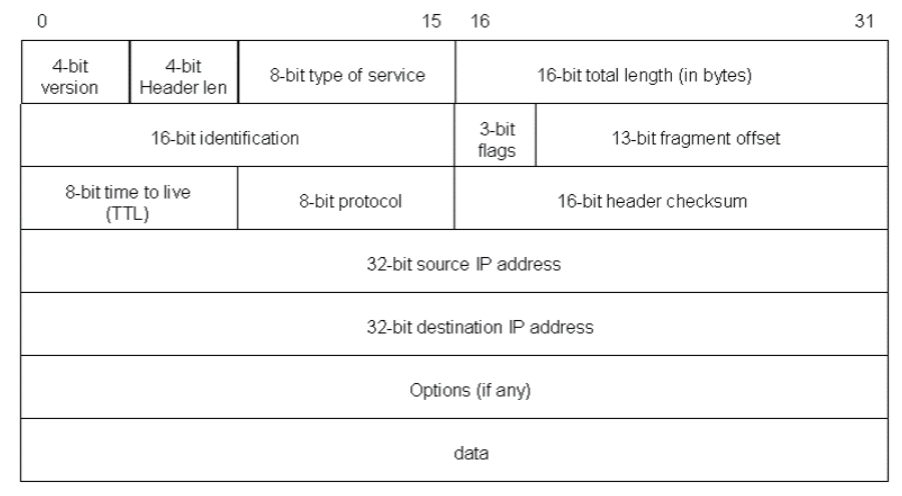 0 15 16 31
4-bit version
4-bit Header len
8-bit type of service
16-bit total length (in bytes)
16-bit identification
3-bit flags
13-bit fragment offset
8-bit time to live (TTL)
8-bit protocol
16-bit header checksum
32-bit source IP address
32-bit destination IP address
Options (if any)
data